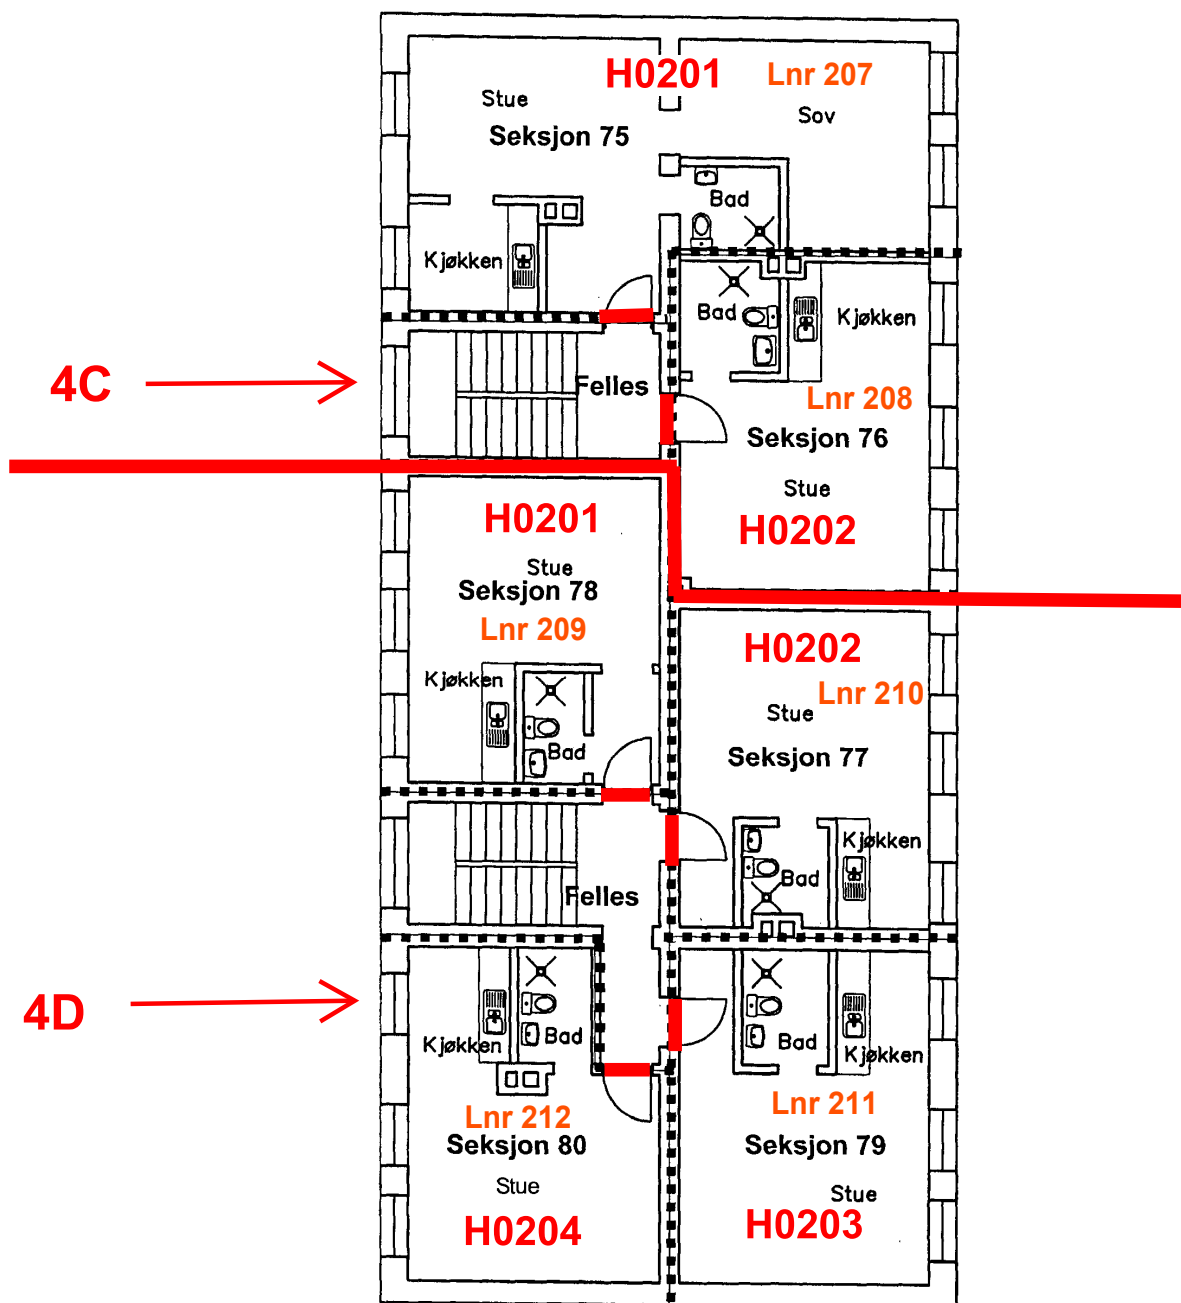 H0201
Lnr 207
Stue
Sov
Seksjon 75
Bad
Kjøkken
Bad
Kjøkken
4C
Felles
Lnr 208
Seksjon 76
Stue
H0202
H0201
Stue
Seksjon 78
Lnr 209
Kjøkken
Bad
H0202
Lnr 210
Stue
Seksjon 77
Kjøkken
Bad
Felles
4D
Kjøkken
Bad
Bad
Kjøkken
Lnr 212
Seksjon 80
Stue
H0204
Lnr 211
Seksjon 79
Stue
H0203